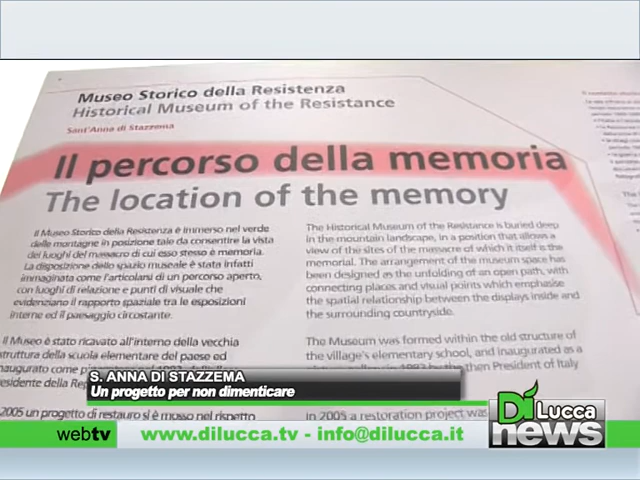 Museo Storico della Resistenza
Historical Museum of the Resistance
Sant'Anna di Stazzema
Il percorso della memoria
The location of the memory
Il Museo Storico della Resistenza è immerso nel verde
delle montagne in posizione tale da consentire la vista
dei luoghi del massacro di cui esso stesso è memoria.
La disposizione dello spazio museale è stata infatti
immaginata come l'articolarsi di un percorso aperto,
con luoghi di relazione e punti di visuale che
evidenziano il rapporto spaziale tra le esposizioni
interne ed il paesaggio circostante.
Il Museo è stato ricavato all'interno della vecchia
struttura della scuola elementare del paese ed
2005 un progetto di restauro si è mosso nel rispetto
The Historical Museum of the Resistance is buried deep
in the mountain landscape, in a position that allows a
view of the sites of the massacre of which it itself is the
memorial. The arrangement of the museum space has
been designed as the unfolding of an open path, with
connecting places and visual points which emphasise
the spatial relationship between the displays inside and
the surrounding countryside.
The Museum was formed within the old structure of
the village's elementary school, and inaugurated as a
then President of Italy
In 2005 a restoration project was
S. ANNA DI STAZZEMA
Un progetto per non dimenticare
webtv www.dilucca.tv - info@dilucca.it
Di Lucca
news